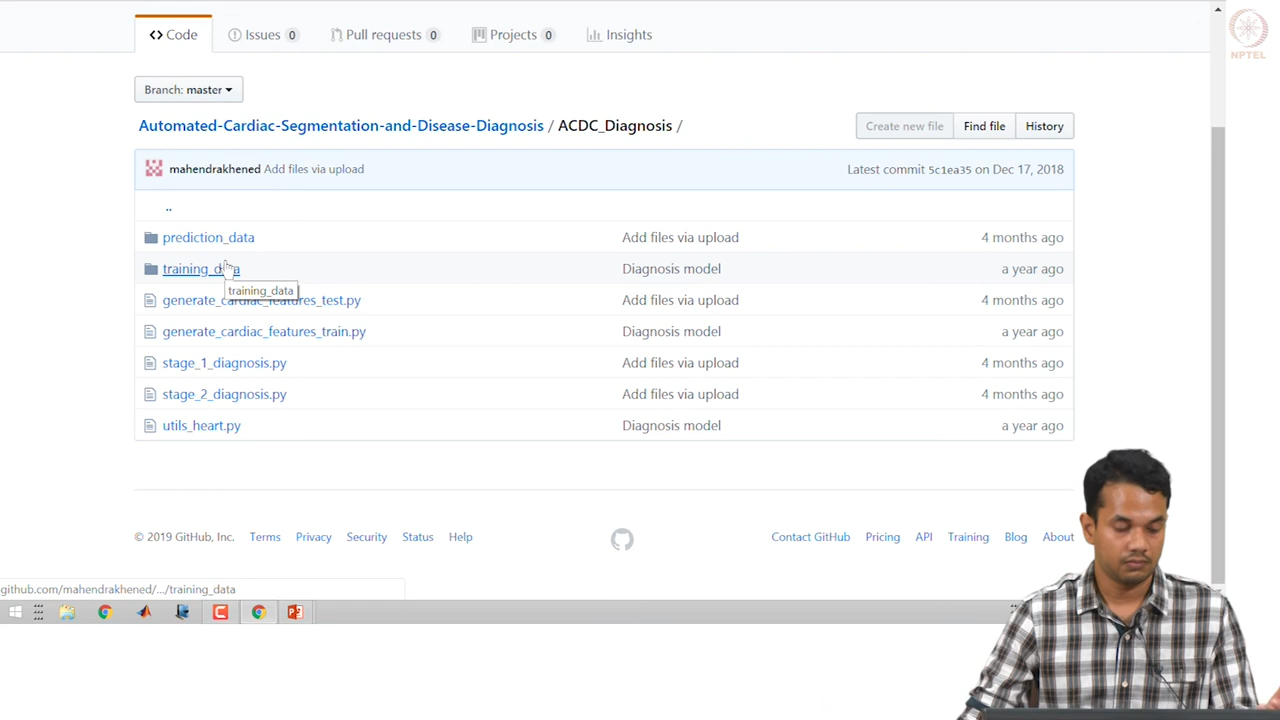 Code Issues 0 Pull requests 0 Projects 0 Insights
NPTEL
Branch: master
Automated-Cardiac-Segmentation-and-Disease-Diagnosis / ACDC_Diagnosis /
Create new file Find file History
mahendrakhened Add files via upload Latest commit 5c1ea35 on Dec 17, 2018
..
prediction_data Add files via upload 4 months ago
training_data Diagnosis model a year ago
training_data
generate_cardiac_features_test.py Add files via upload 4 months ago
generate_cardiac_features_train.py Diagnosis model a year ago
stage_1_diagnosis.py Add files via upload 4 months ago
stage_2_diagnosis.py Add files via upload 4 months ago
utils_heart.py Diagnosis model a year ago
© 2019 GitHub, Inc. Terms Privacy Security Status Help Contact GitHub Pricing API Training Blog About
github.com/mahendrakhened/.../training_data